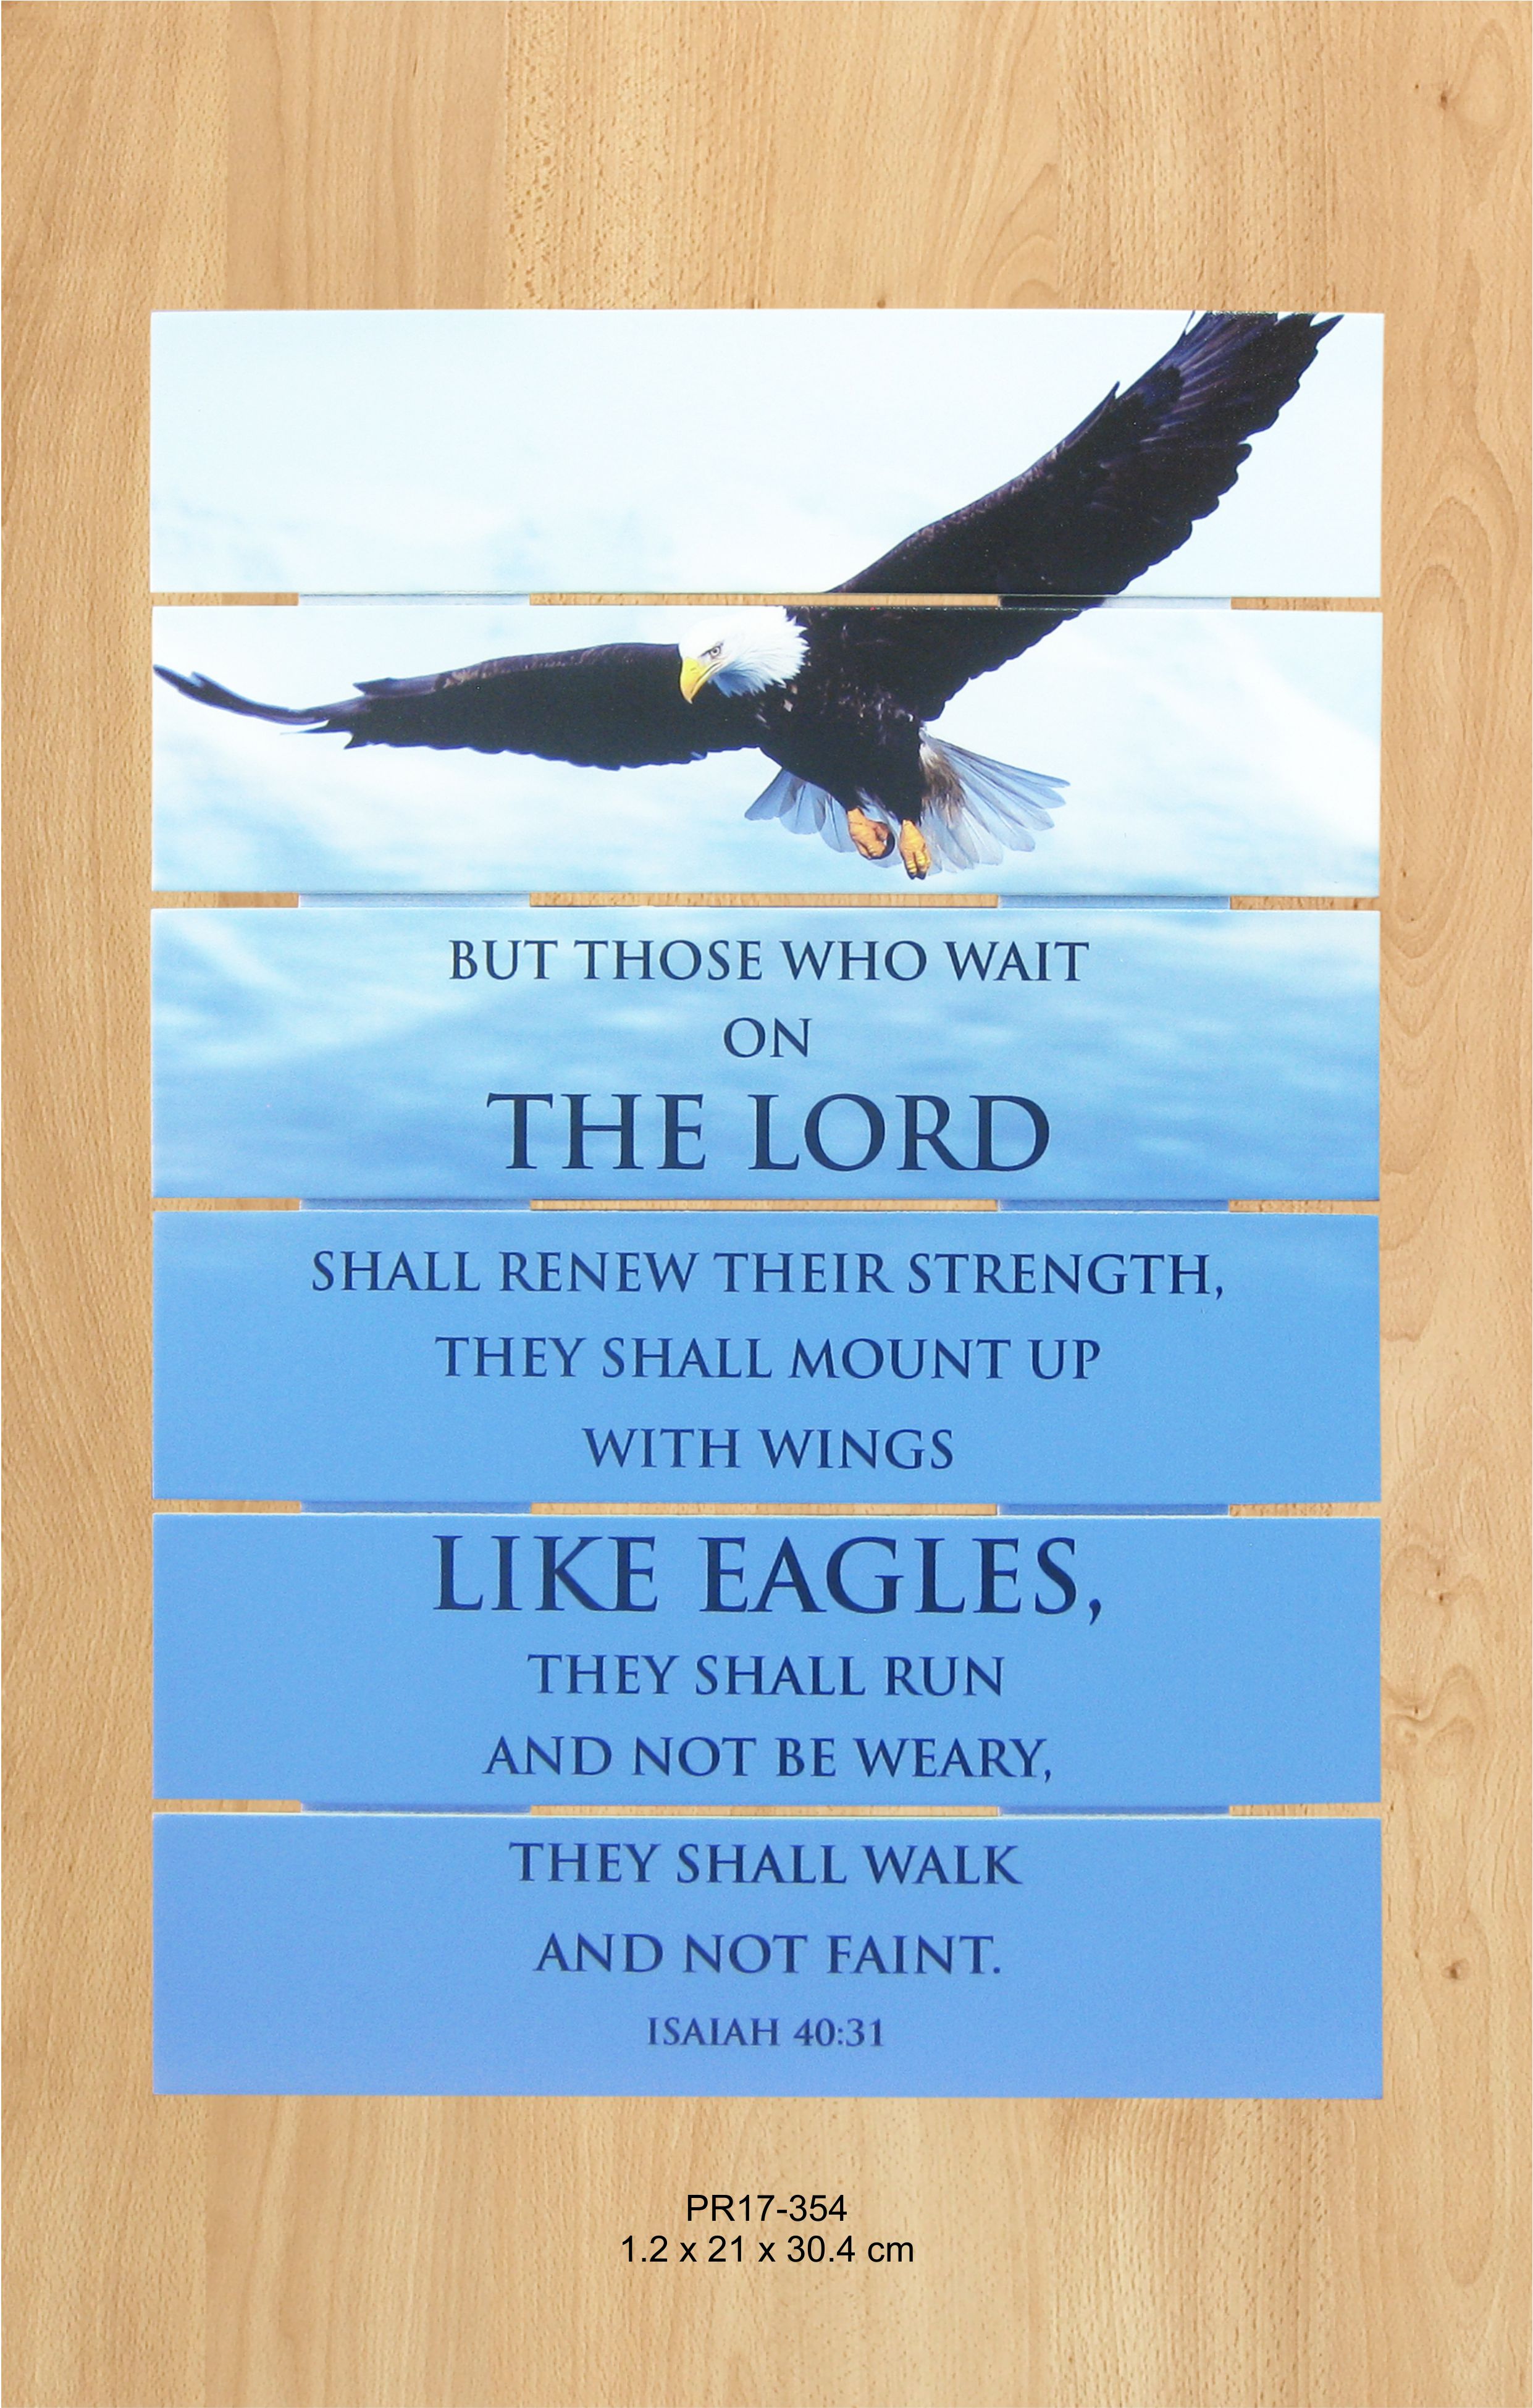 BUT THOSE WHO WAIT
ON
THE LORD
SHALL RENEW THEIR STRENGTH,
THEY SHALL MOUNT UP
WITH WINGS
LIKE EAGLES,
THEY SHALL RUN
AND NOT BE WEARY,
THEY SHALL WALK
AND NOT FAINT.
ISAIAH 40:31
PR17-354
1.2 x 21 x 30.4 cm